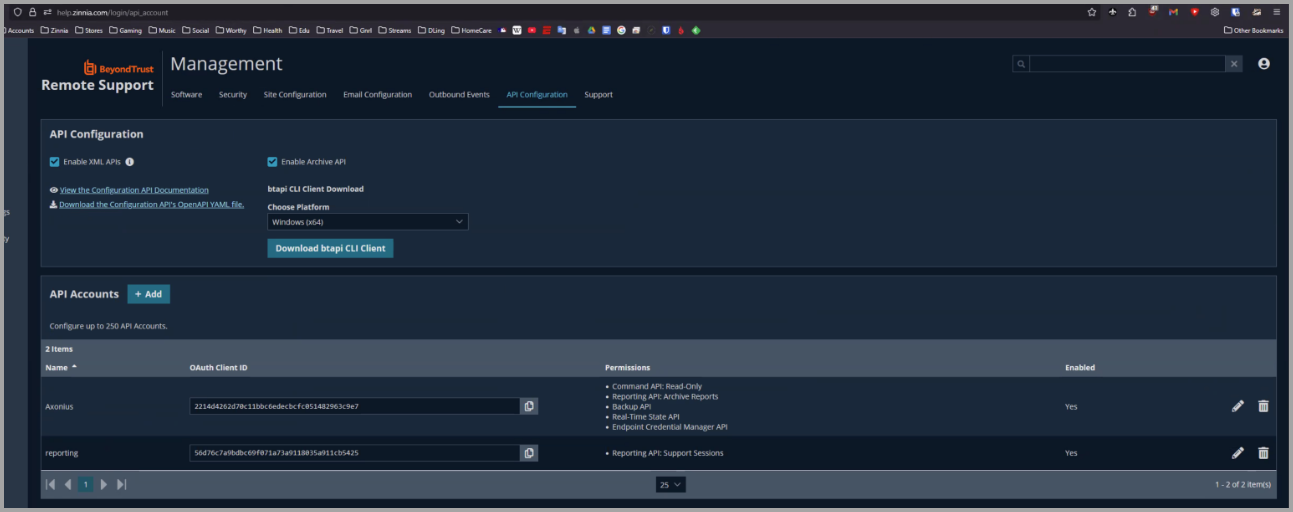 help.zinnia.com/login/api_account
Accounts Zinnia Stores Gaming Music Social Worthy Health Edu Travel Gnrl Streams DLing HomeCare Other Bookmarks
BeyondTrust
Remote Support
Management
Software Security Site Configuration Email Configuration Outbound Events API Configuration Support
API Configuration
Enable XML APIs Enable Archive API
View the Configuration API Documentation
Download the Configuration API's OpenAPI YAML file.
btapi CLI Client Download
Choose Platform
Windows (x64)
Download btapi CLI Client
API Accounts + Add
Configure up to 250 API Accounts.
2 Items
Name OAuth Client ID Permissions Enabled
Axonius 2214d4262d70c11bbc6edecbcfc051482963c9e7
• Command API: Read-Only
• Reporting API: Archive Reports
• Backup API
• Real-Time State API
• Endpoint Credential Manager API
Yes
reporting 56d76c7a9bdbc69f071a73a9118035a911cb5425 • Reporting API: Support Sessions Yes
1 25 1 - 2 of 2 item(s)